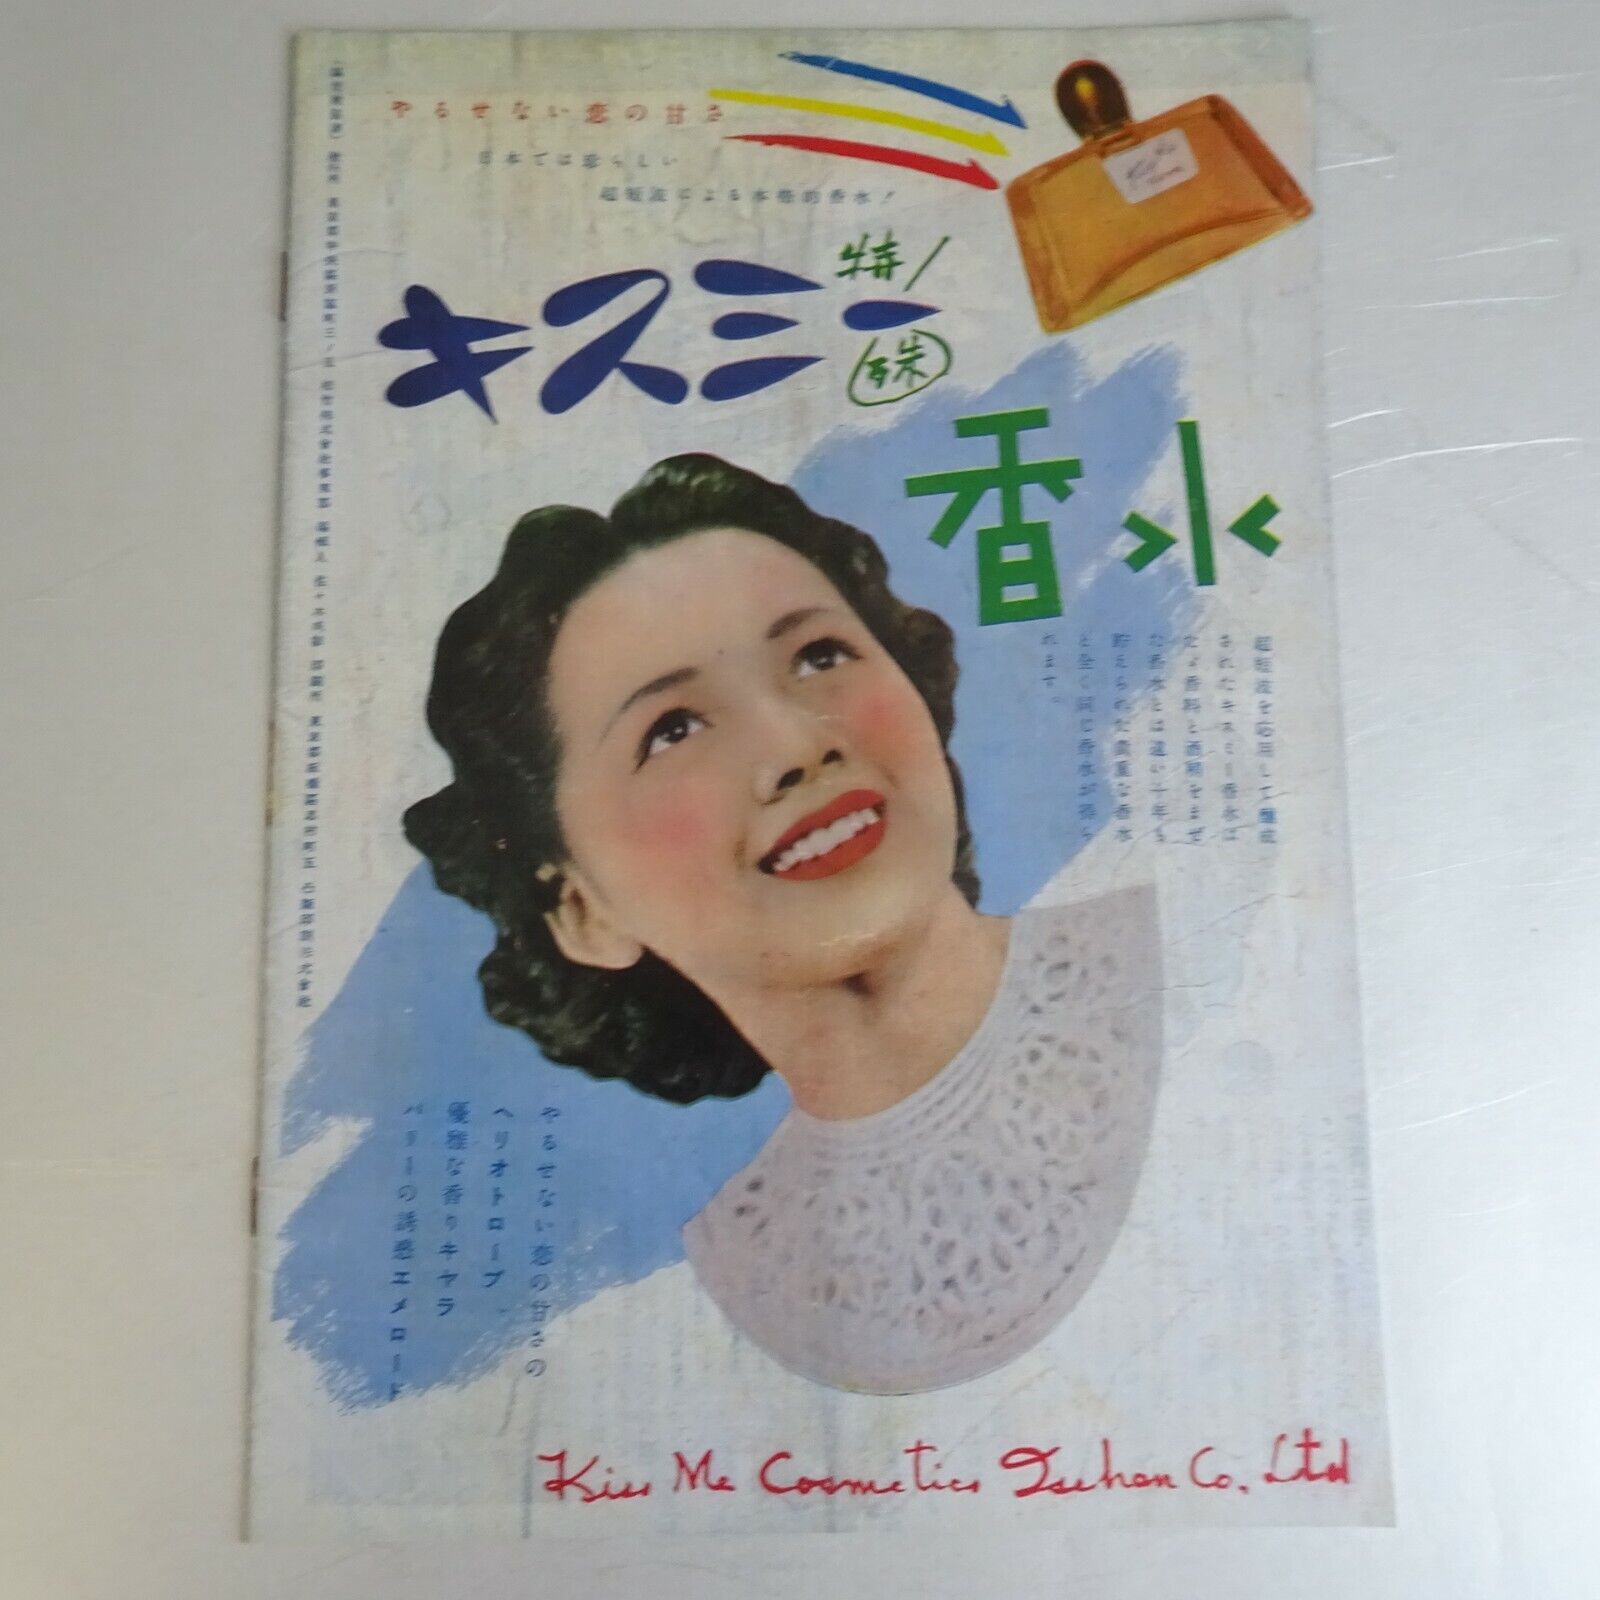 やるせない恋の甘さ
日本では珍らしい
超短波による本格的香水!
キスミー
特
殊
香水
超短波を応用して醸成
されたキスミー香水は
たゞ香料と酒精をまぜ
た香水とは違い十年も
貯えられた貴重な香水
と全く同じ香水が得ら
れます。
やるせない恋の甘さの
ヘリオトロープ
優雅な香りキャラ
パリーの誘惑エメロード
Kiss Me Cosmetics Isehan Co. Ltd